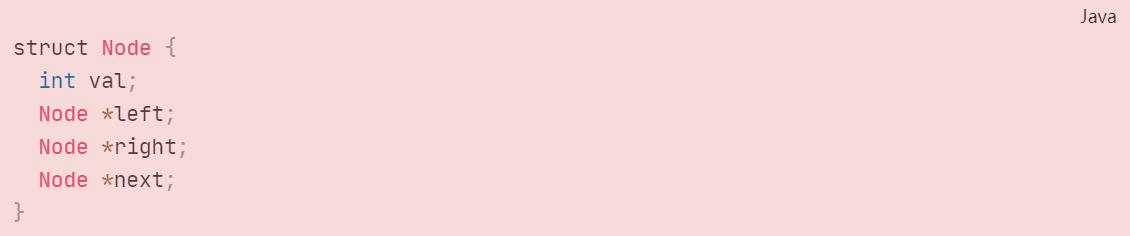 Java
struct Node {
  int val;
  Node *left;
  Node *right;
  Node *next;
}